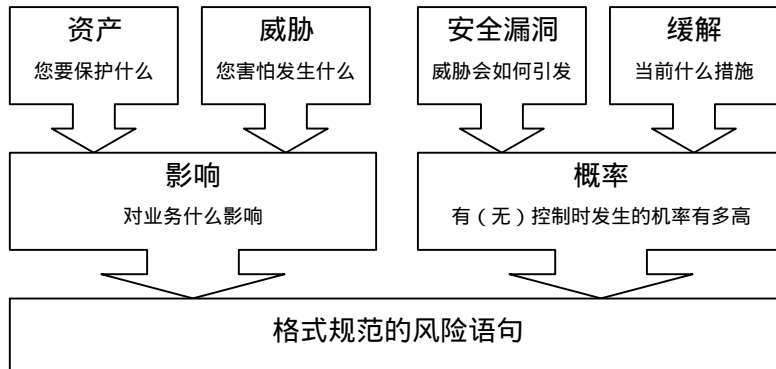 资产
您要保护什么
威胁
您害怕发生什么
安全漏洞
威胁会如何引发
缓解
当前什么措施
影响
对业务什么影响
概率
有（无）控制时发生的机率有多高
格式规范的风险语句